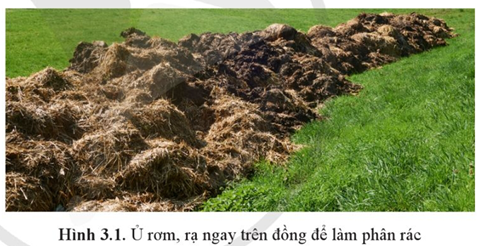 Hình 3.1. Ủ rơm, rạ ngay trên đồng để làm phân rác